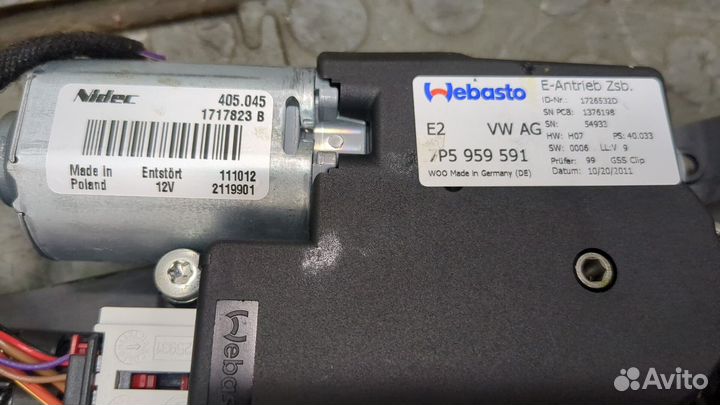 Nidec
405.045
1717823 B
Made in Poland
Entstört 12V
111012
2119901
Webasto
E-Antrieb Zsb.
ID-Nr.: 1726532D
SN PCB: 1376198
SN: 54933
E2 VW AG
HW: H07 PS: 40.033
7P5 959 591
SW: 0006 LL:V 9
Prüfer: 99 GSS Clip
WOO Made in Germany (DE)
Datum: 10/20/2011
Webas
Avito